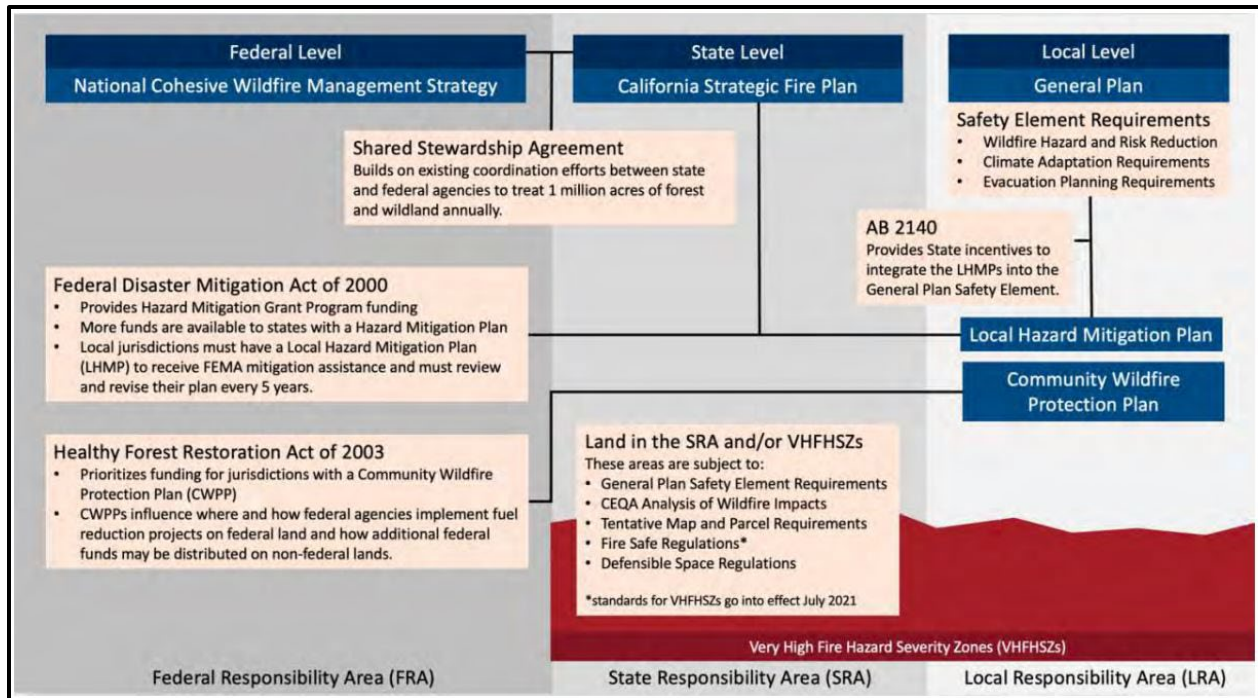 Federal Level
National Cohesive Wildfire Management Strategy
State Level
California Strategic Fire Plan
Local Level
General Plan
Safety Element Requirements
• Wildfire Hazard and Risk Reduction
• Climate Adaptation Requirements
• Evacuation Planning Requirements
Shared Stewardship Agreement
Builds on existing coordination efforts between state
and federal agencies to treat 1 million acres of forest
and wildland annually.
AB 2140
Provides State incentives to
integrate the LHMPs into the
General Plan Safety Element.
Federal Disaster Mitigation Act of 2000
• Provides Hazard Mitigation Grant Program funding
• More funds are available to states with a Hazard Mitigation Plan
• Local jurisdictions must have a Local Hazard Mitigation Plan
(LHMP) to receive FEMA mitigation assistance and must review
and revise their plan every 5 years.
Local Hazard Mitigation Plan
Community Wildfire
Protection Plan
Healthy Forest Restoration Act of 2003
• Prioritizes funding for jurisdictions with a Community Wildfire
Protection Plan (CWPP)
• CWPPs influence where and how federal agencies implement fuel
reduction projects on federal land and how additional federal
funds may be distributed on non-federal lands.
Land in the SRA and/or VHFHSZs
These areas are subject to:
• General Plan Safety Element Requirements
• CEQA Analysis of Wildfire Impacts
• Tentative Map and Parcel Requirements
• Fire Safe Regulations*
• Defensible Space Regulations
*standards for VHFHSZs go into effect July 2021
Very High Fire Hazard Severity Zones (VHFHSZs)
Federal Responsibility Area (FRA)
State Responsibility Area (SRA)
Local Responsibility Area (LRA)